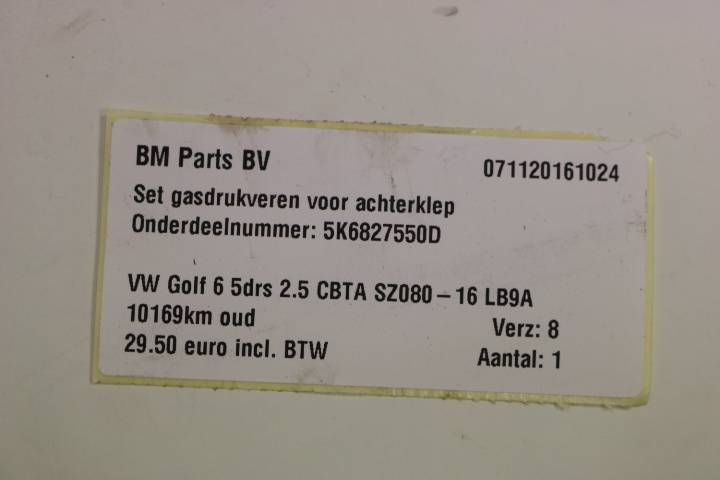 BM Parts BV 071120161024
Set gasdrukveren voor achterklep
Onderdeelnummer: 5K6827550D
VW Golf 6 5drs 2.5 CBTA SZ080 – 16 LB9A
10169km oud Verz: 8
29.50 euro incl. BTW Aantal: 1